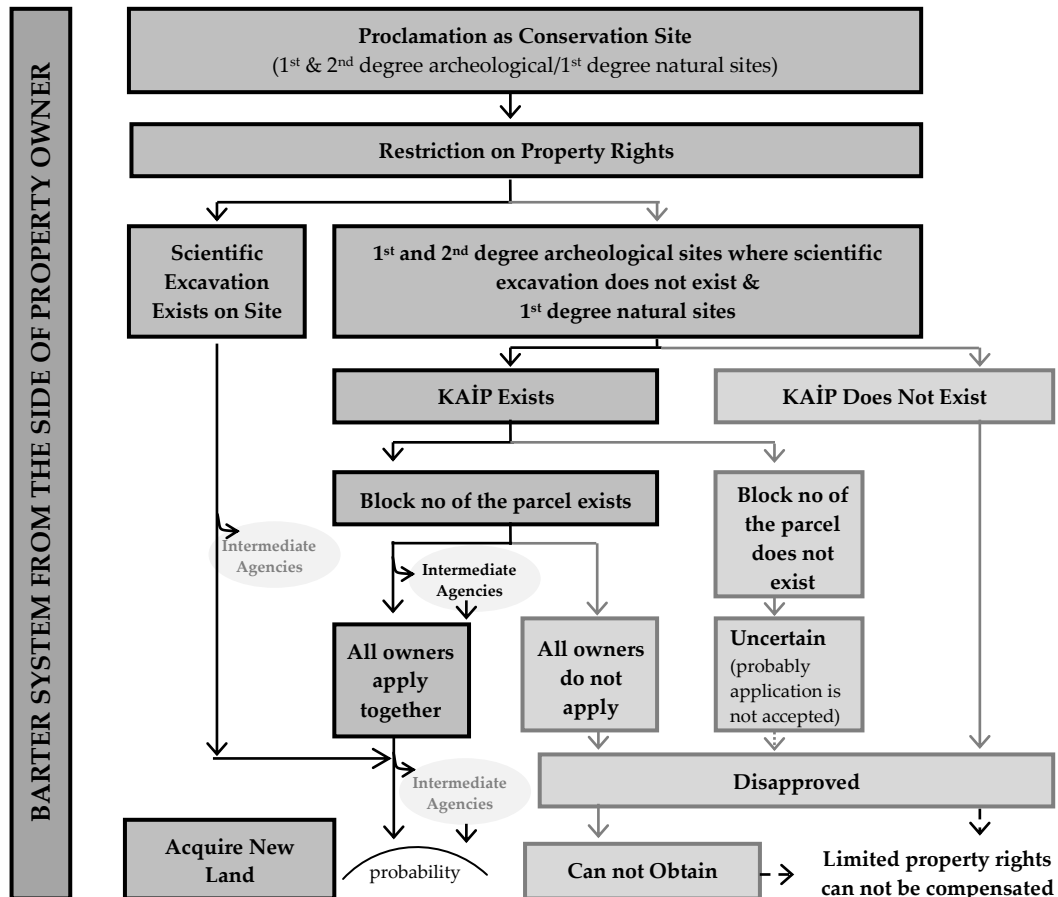 BARTER SYSTEM FROM THE SIDE OF PROPERTY OWNER
Proclamation as Conservation Site
(1st & 2nd degree archeological/1st degree natural sites)
Restriction on Property Rights
Scientific
Excavation
Exists on Site
1st and 2nd degree archeological sites where scientific
excavation does not exist &
1st degree natural sites
KAİP Exists
KAİP Does Not Exist
Block no of the parcel exists
Block no of
the parcel
does not
exist
Intermediate
Agencies
Intermediate
Agencies
All owners
apply
together
All owners
do not
apply
Uncertain
(probably
application is
not accepted)
Intermediate
Agencies
Disapproved
Acquire New
Land
probability
Can not Obtain
Limited property rights
can not be compensated